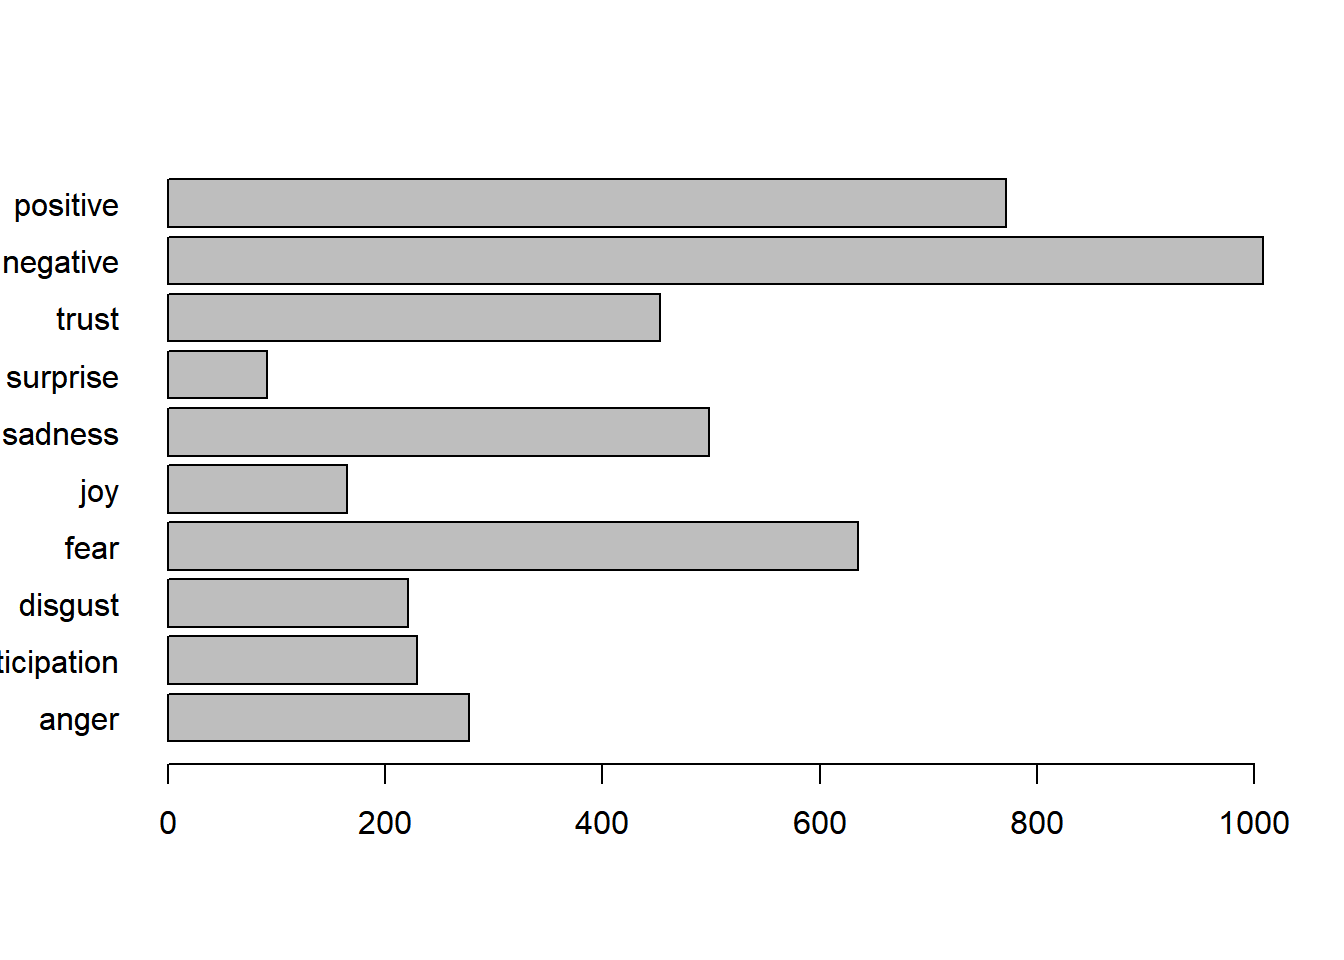 positive
negative
trust
surprise
sadness
joy
fear
disgust
ticipation
anger
0 200 400 600 800 1000